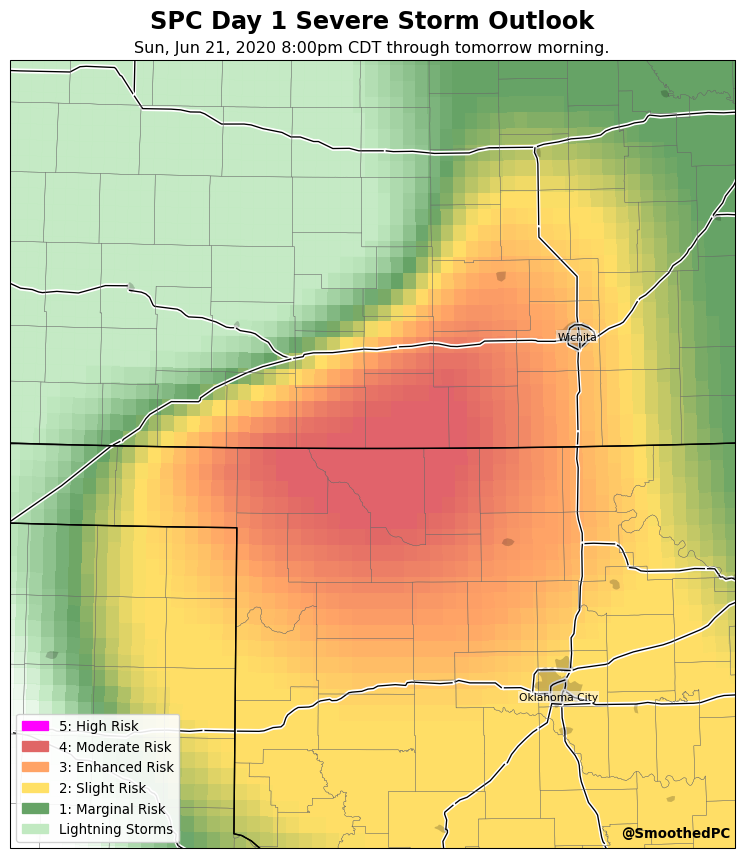 SPC Day 1 Severe Storm Outlook
Sun, Jun 21, 2020 8:00pm CDT through tomorrow morning.
Wichita
Oklahoma City
5: High Risk
4: Moderate Risk
3: Enhanced Risk
2: Slight Risk
1: Marginal Risk
Lightning Storms
@SmoothedPC